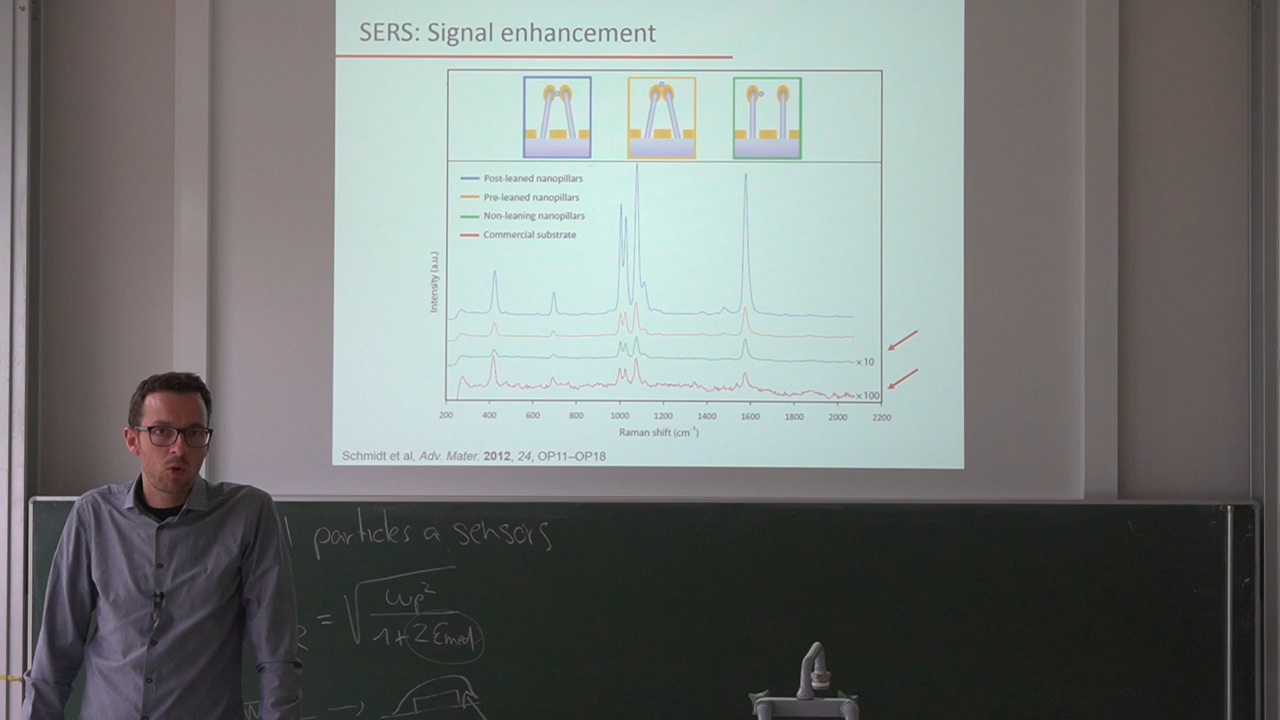 SERS: Signal enhancement
Post-leaned nanopillars
Pre-leaned nanopillars
Non-leaning nanopillars
Commercial substrate
Intensity (a.u.)
×10
×100
200 400 600 800 1000 1200 1400 1600 1800 2000 2200
Raman shift (cm⁻¹)
Schmidt et al, Adv. Mater. 2012, 24, OP11–OP18
particles a sensors
= √ωp²
1+2εmed
→